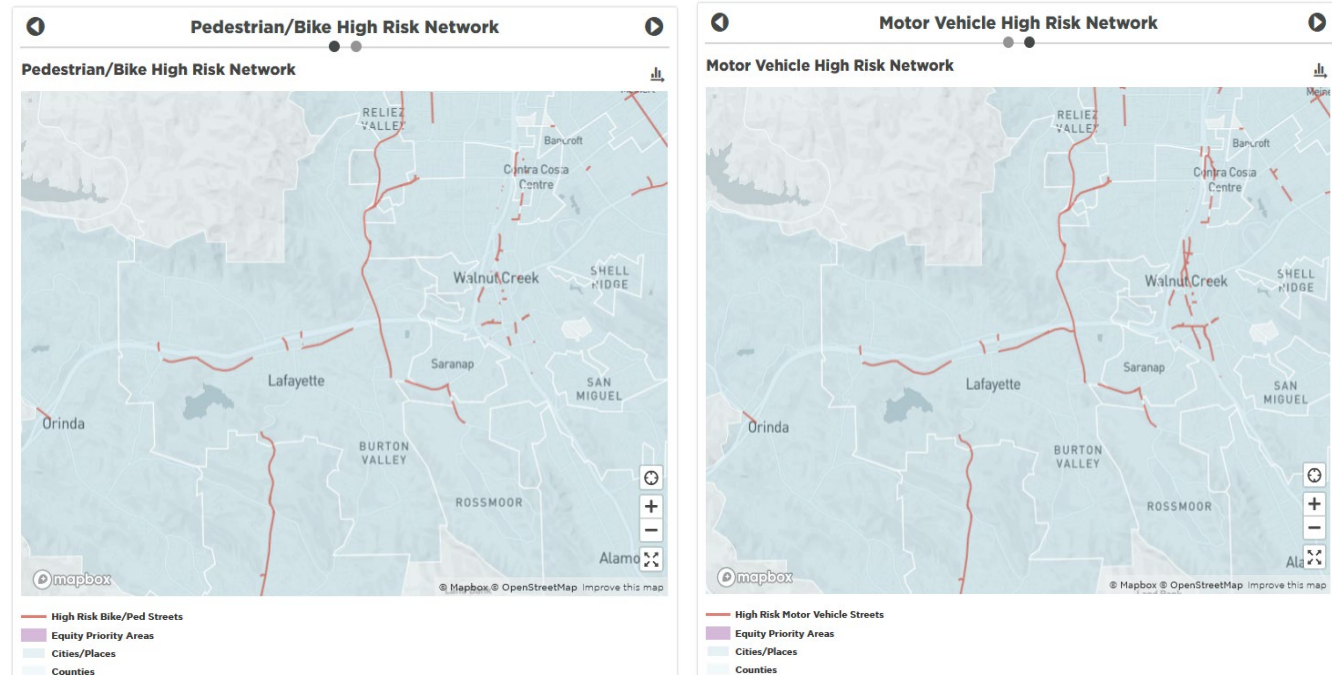 Pedestrian/Bike High Risk Network
Pedestrian/Bike High Risk Network
RELIEZ
VALLEY
Bancroft
Contra Costa
Centre
Walnut Creek
SHELL
RIDGE
Saranap
Lafayette
SAN
MIGUEL
Orinda
BURTON
VALLEY
ROSSMOOR
Alamo
mapbox
© Mapbox © OpenStreetMap Improve this map
High Risk Bike/Ped Streets
Equity Priority Areas
Cities/Places
Counties
Motor Vehicle High Risk Network
Motor Vehicle High Risk Network
Meine
RELIEZ
VALLEY
Bancroft
Contra Costa
Centre
Walnut Creek
SHELL
RIDGE
Saranap
Lafayette
SAN
MIGUEL
Orinda
BURTON
VALLEY
ROSSMOOR
Ala
mapbox
© Mapbox © OpenStreetMap Improve this map
High Risk Motor Vehicle Streets
Equity Priority Areas
Cities/Places
Counties